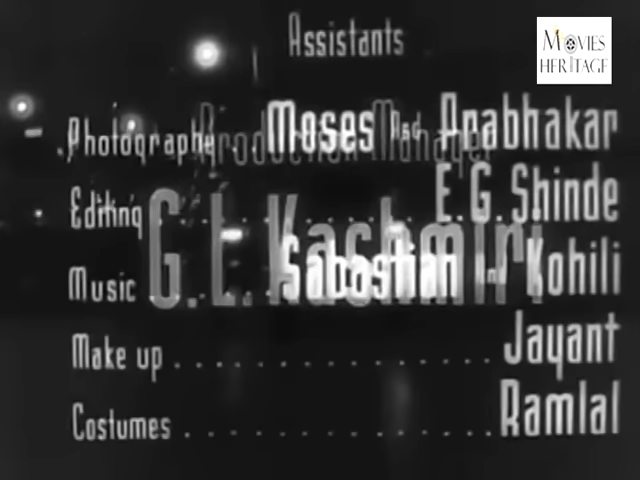 Assistants
MOVIES
HERITAGE
Photography . . Moses And Prabhakar
Production Manager
Editing . . . . . . . . . . E.G. Shinde
G.L. Kashmiri
Music . . . Sabastian And Kohili
Make up . . . . . . . . . . . . . . . . . Jayant
Costumes . . . . . . . . . . . . . . . . Ramlal